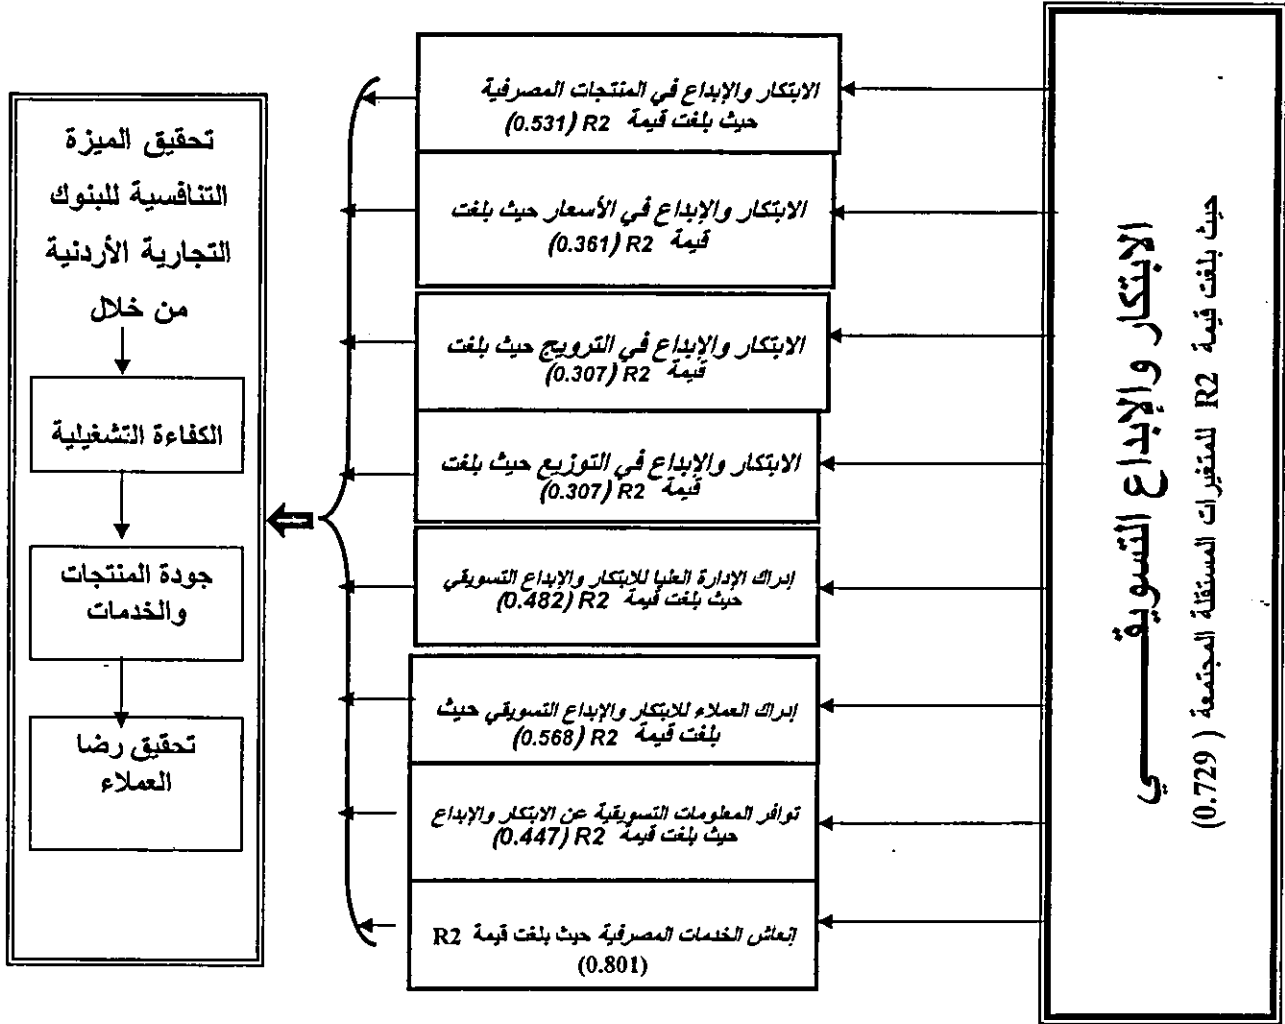 الابتكار والإبداع التسويقـــــــي
حيث بلغت قيمة R2 للمتغيرات المستقلة المجتمعة ( 0.729)
الابتكار والإبداع في المنتجات المصرفية
حيث بلغت قيمة R2 (0.531)
الابتكار والإبداع في الأسعار حيث بلغت
قيمة R2 (0.361)
الابتكار والإبداع في الترويج حيث بلغت
قيمة R2 (0.307)
الابتكار والإبداع في التوزيع حيث بلغت
قيمة R2 (0.307)
إدراك الإدارة العليا للابتكار والإبداع التسويقي
حيث بلغت قيمة R2 (0.482)
إدراك العملاء للابتكار والإبداع التسويقي حيث
بلغت قيمة R2 (0.568)
توافر المعلومات التسويقية عن الابتكار والإبداع
حيث بلغت قيمة R2 (0.447)
إنعاش الخدمات المصرفية حيث بلغت قيمة R2
(0.801)
تحقيق الميزة
التنافسية للبنوك
التجارية الأردنية
من خلال
الكفاءة التشغيلية
جودة المنتجات
والخدمات
تحقيق رضا
العملاء